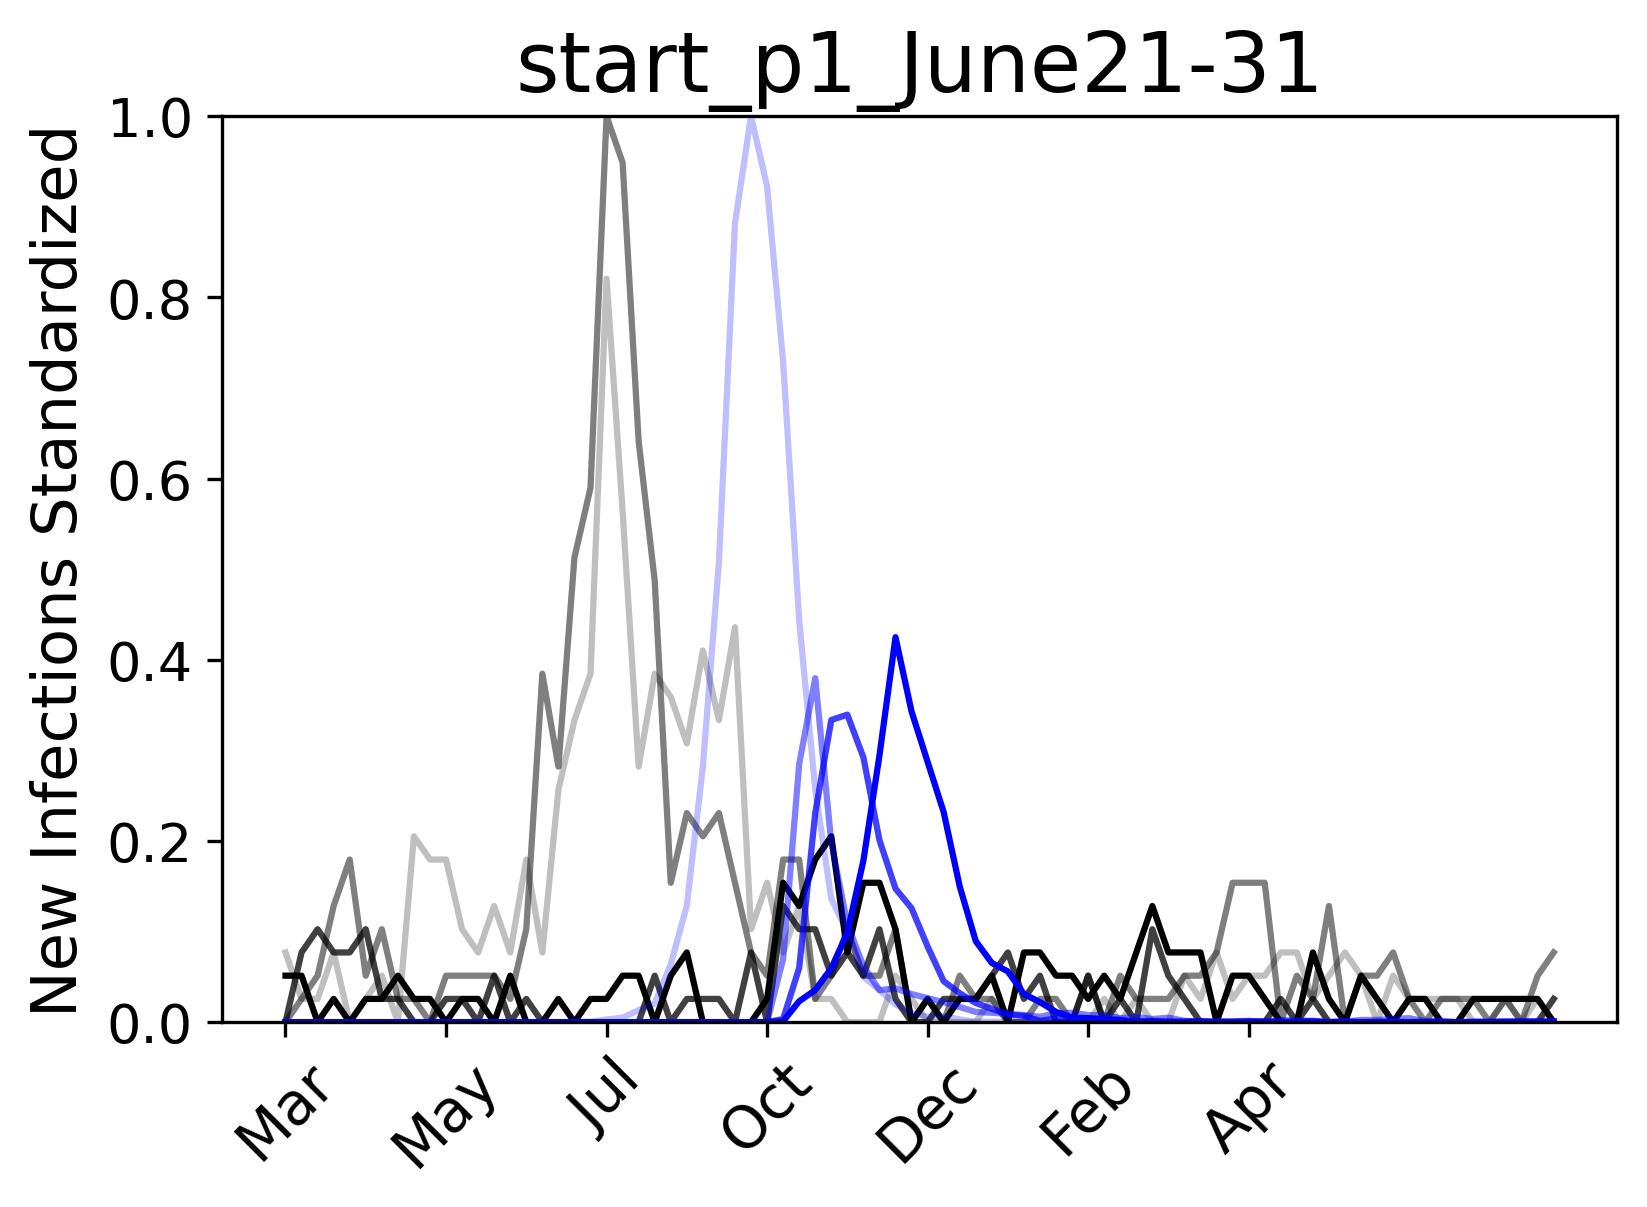 start_p1_June21-31
New Infections Standardized
1.0
0.8
0.6
0.4
0.2
0.0
Mar
May
Jul
Oct
Dec
Feb
Apr